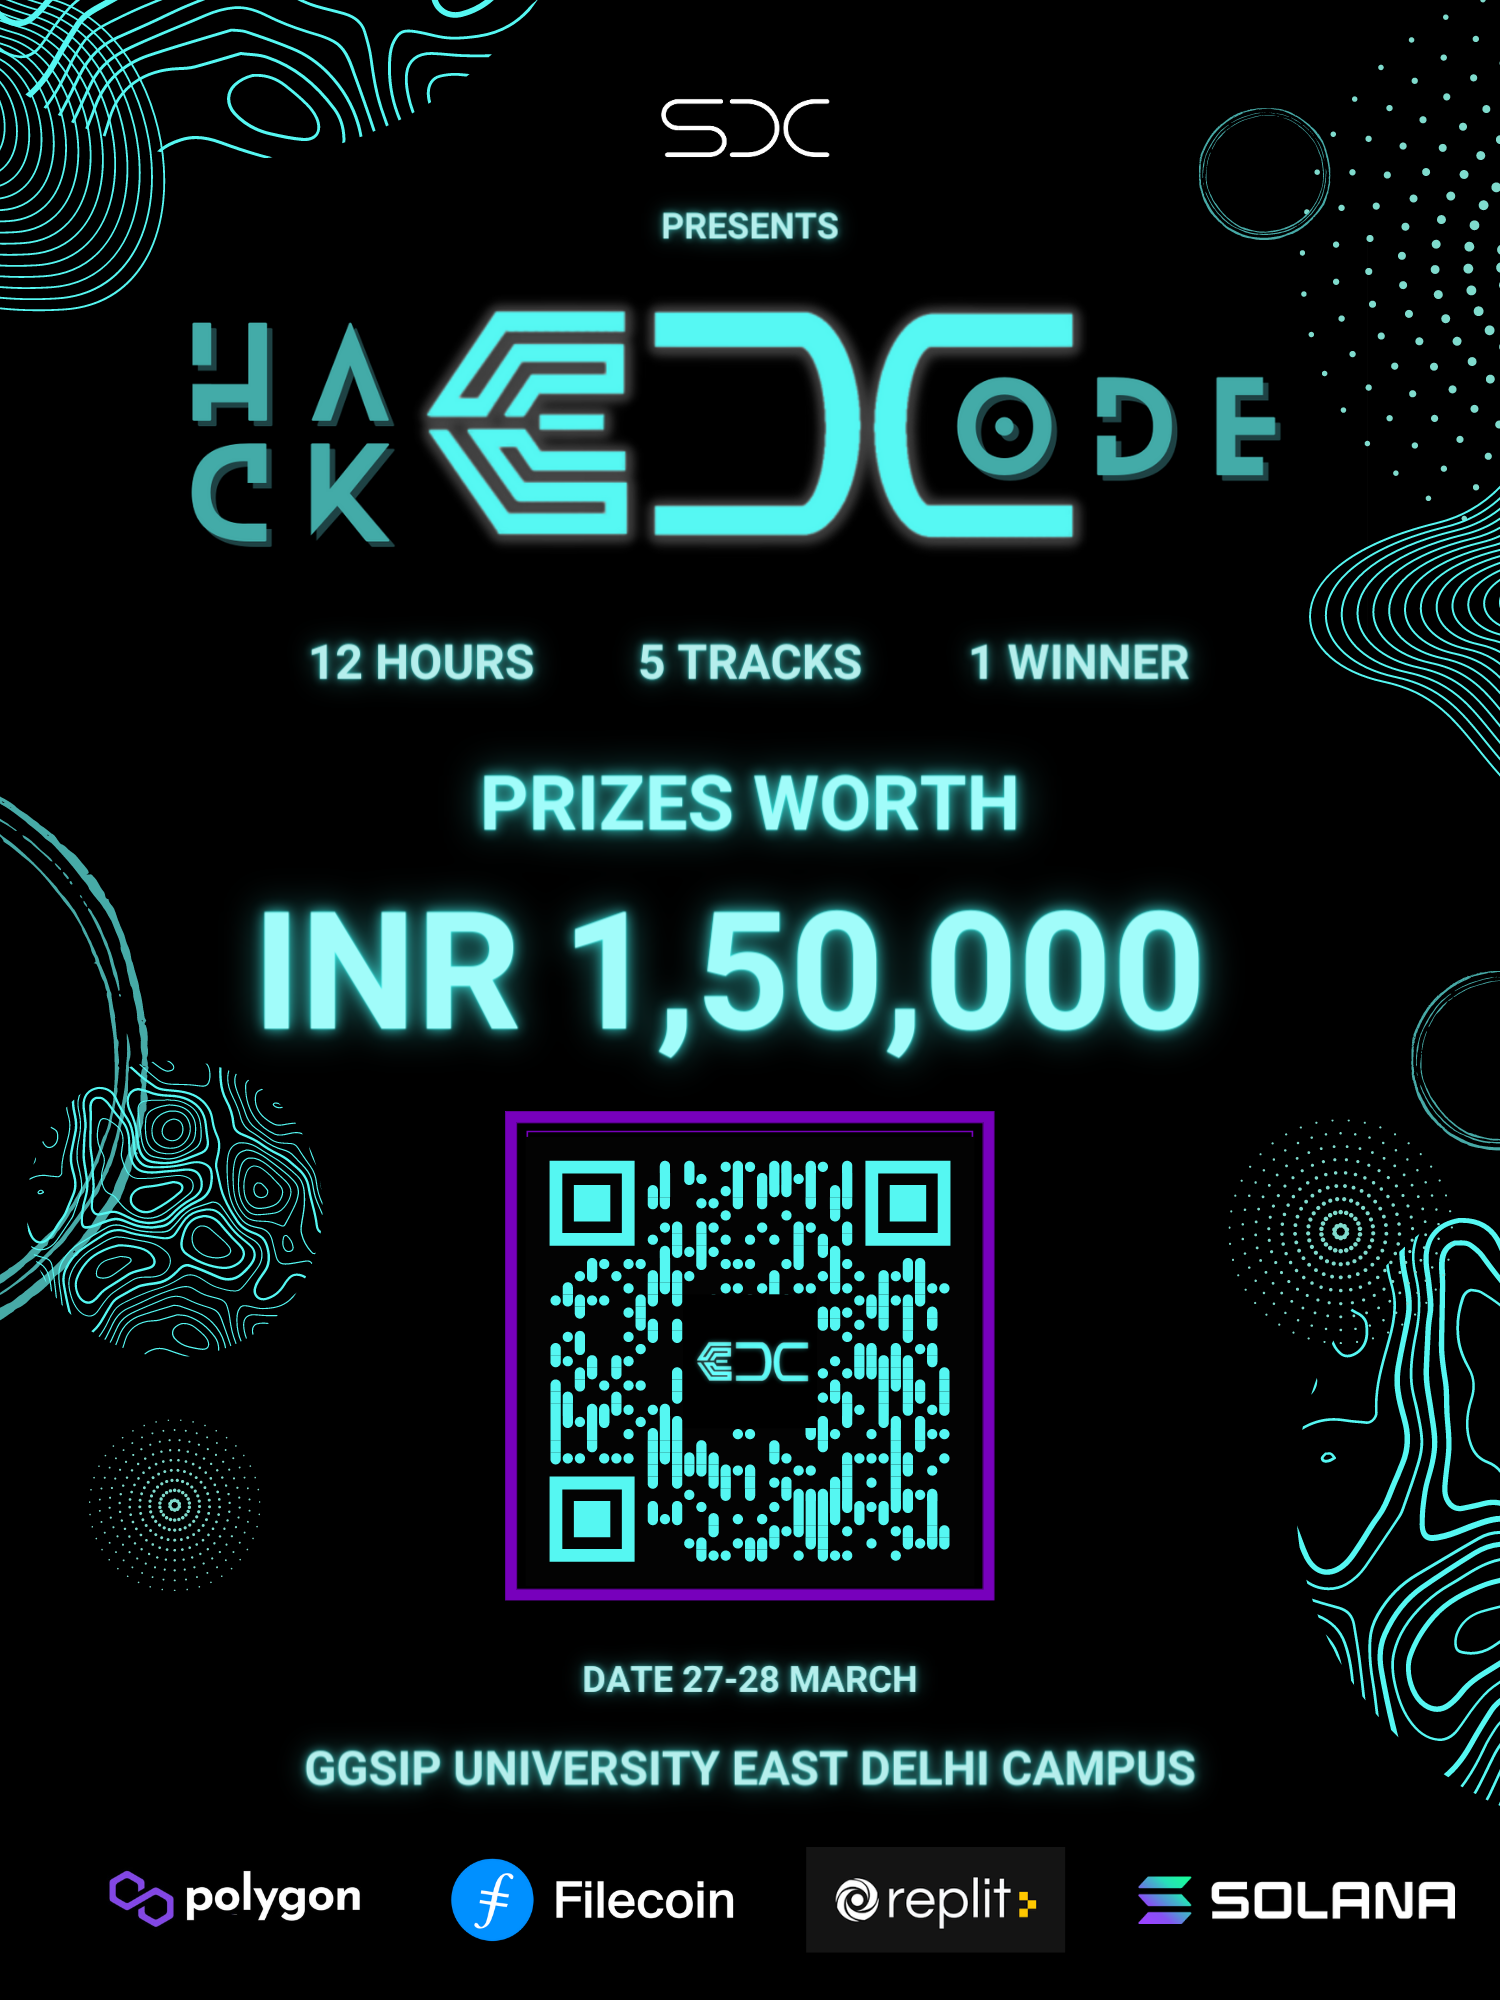 SDC
PRESENTS
HACK EDC ODE
12 HOURS 5 TRACKS 1 WINNER
PRIZES WORTH
INR 1,50,000
EDC
DATE 27-28 MARCH
GGSIP UNIVERSITY EAST DELHI CAMPUS
polygon Filecoin replit SOLANA